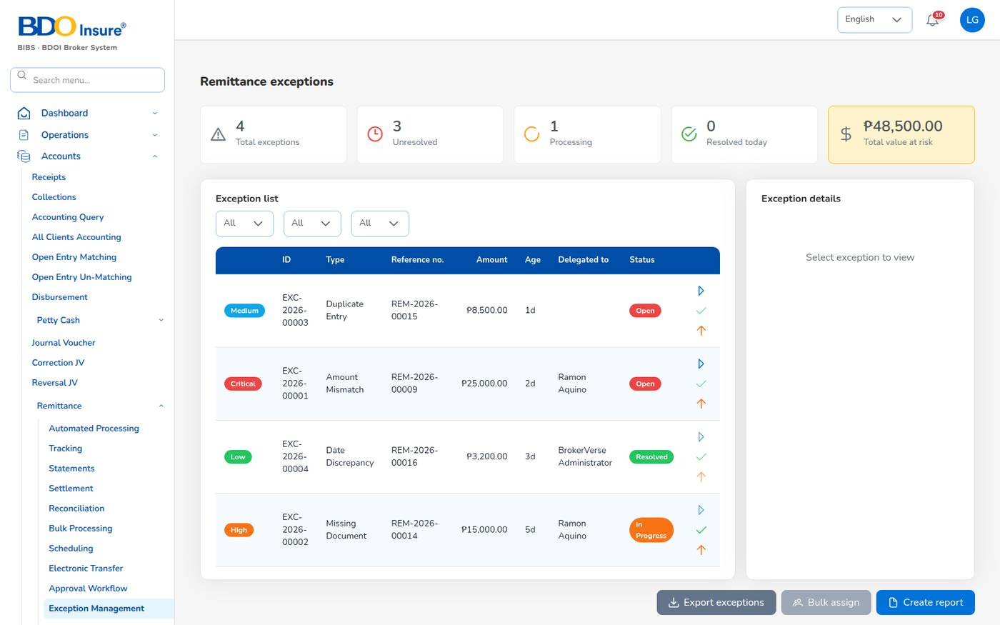 BDO Insure®
BIBS · BDOI Broker System
Search menu...
Dashboard
Operations
Accounts
Receipts
Collections
Accounting Query
All Clients Accounting
Open Entry Matching
Open Entry Un-Matching
Disbursement
Petty Cash
Journal Voucher
Correction JV
Reversal JV
Remittance
Automated Processing
Tracking
Statements
Settlement
Reconciliation
Bulk Processing
Scheduling
Electronic Transfer
Approval Workflow
Exception Management
English
10
LG
Remittance exceptions
4
Total exceptions
3
Unresolved
1
Processing
0
Resolved today
₱48,500.00
Total value at risk
Exception list
All All All
ID Type Reference no. Amount Age Delegated to Status
Medium EXC-2026-00003 Duplicate Entry REM-2026-00015 ₱8,500.00 1d Open
Critical EXC-2026-00001 Amount Mismatch REM-2026-00009 ₱25,000.00 2d Ramon Aquino Open
Low EXC-2026-00004 Date Discrepancy REM-2026-00016 ₱3,200.00 3d BrokerVerse Administrator Resolved
High EXC-2026-00002 Missing Document REM-2026-00014 ₱15,000.00 5d Ramon Aquino In Progress
Exception details
Select exception to view
Export exceptions
Bulk assign
Create report